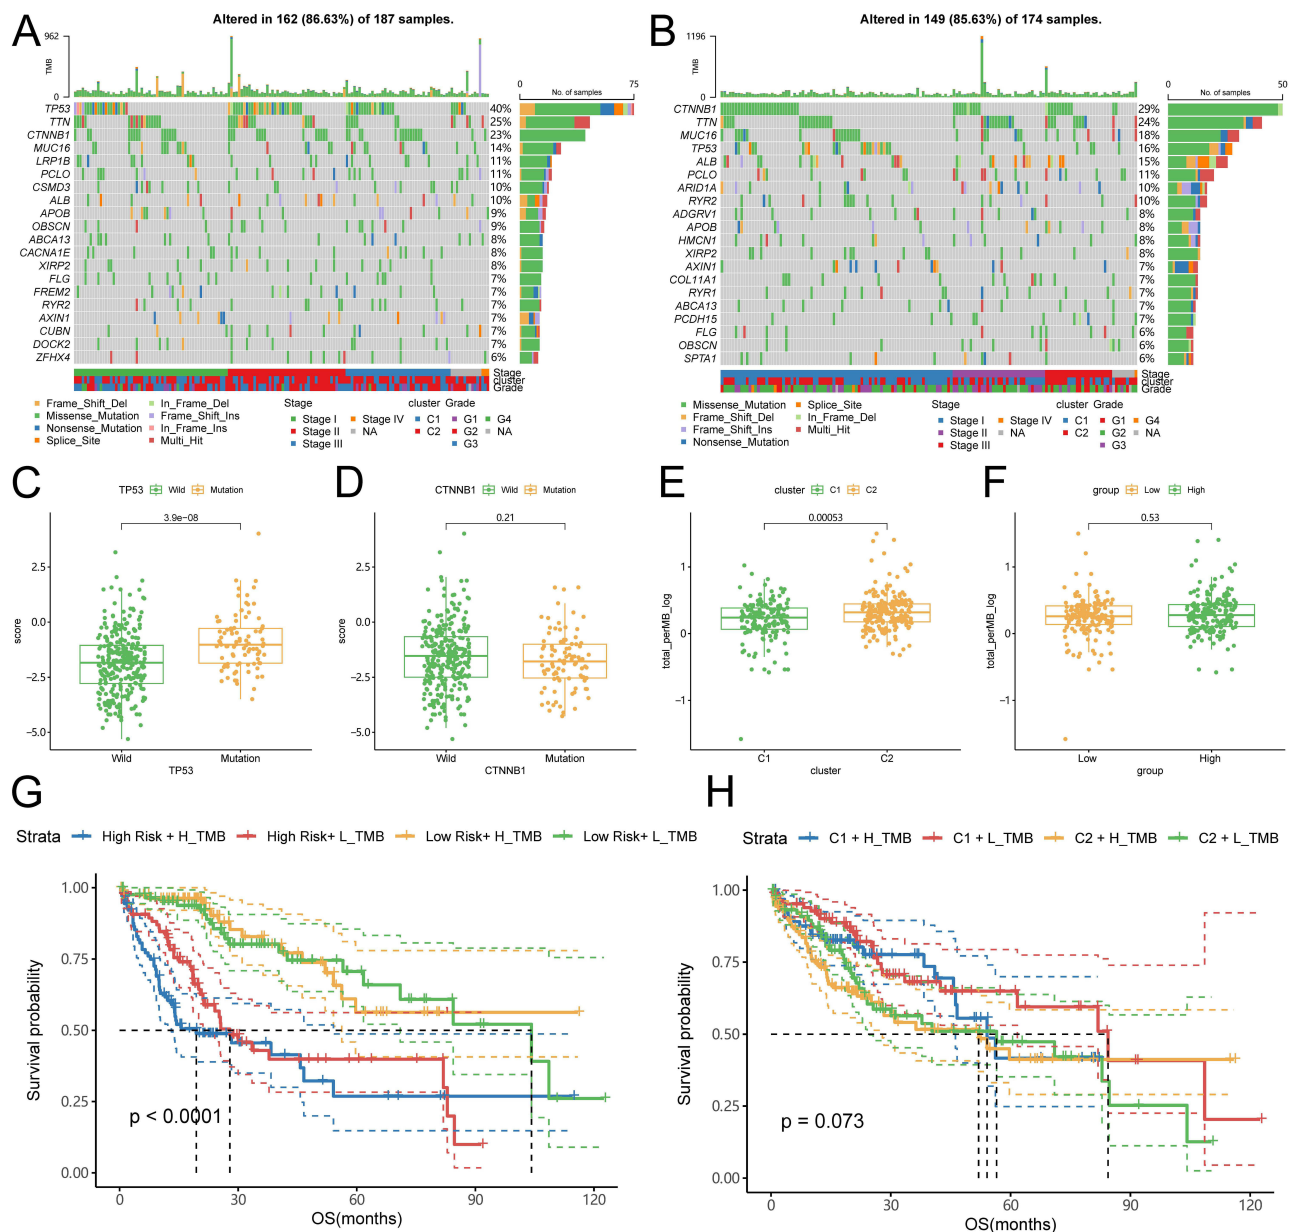 A
Altered in 162 (86.63%) of 187 samples.
962
TMB
0
No. of samples
0
75
TP53 40%
TTN 25%
CTNNB1 23%
MUC16 14%
LRP1B 11%
PCLO 11%
CSMD3 10%
ALB 10%
APOB 9%
OBSCN 9%
ABCA13 8%
CACNA1E 8%
XIRP2 8%
FLG 7%
FREM2 7%
RYR2 7%
AXIN1 7%
CUBN 7%
DOCK2 7%
ZFHX4 6%
Stage
cluster
Grade
Frame_Shift_Del In_Frame_Del
Missense_Mutation Frame_Shift_Ins
Nonsense_Mutation In_Frame_Ins
Splice_Site Multi_Hit
Stage cluster Grade
Stage I Stage IV C1 G1 G4
Stage II NA C2 G2 NA
Stage III G3
B
Altered in 149 (85.63%) of 174 samples.
1196
TMB
0
No. of samples
0
50
CTNNB1 29%
TTN 24%
MUC16 18%
TP53 16%
ALB 15%
PCLO 11%
ARID1A 10%
RYR2 10%
ADGRV1 8%
APOB 8%
HMCN1 8%
XIRP2 8%
AXIN1 7%
COL11A1 7%
RYR1 7%
ABCA13 7%
PCDH15 7%
FLG 6%
OBSCN 6%
SPTA1 6%
Stage
cluster
Grade
Missense_Mutation Splice_Site
Frame_Shift_Del In_Frame_Del
Frame_Shift_Ins Multi_Hit
Nonsense_Mutation
Stage cluster Grade
Stage I Stage IV C1 G1 G4
Stage II NA C2 G2 NA
Stage III G3
C
TP53 Wild Mutation
3.9e−08
score
2.5
0.0
−2.5
−5.0
Wild Mutation
TP53
D
CTNNB1 Wild Mutation
0.21
score
2.5
0.0
−2.5
−5.0
Wild Mutation
CTNNB1
E
cluster C1 C2
0.00053
total_perMB_log
1
0
−1
C1 C2
cluster
F
group Low High
0.53
total_perMB_log
1
0
−1
Low High
group
G
Strata High Risk + H_TMB High Risk+ L_TMB Low Risk+ H_TMB Low Risk+ L_TMB
Survival probability
1.00
0.75
0.50
0.25
0.00
p < 0.0001
0 30 60 90 120
OS(months)
H
Strata C1 + H_TMB C1 + L_TMB C2 + H_TMB C2 + L_TMB
Survival probability
1.00
0.75
0.50
0.25
0.00
p = 0.073
0 30 60 90 120
OS(months)